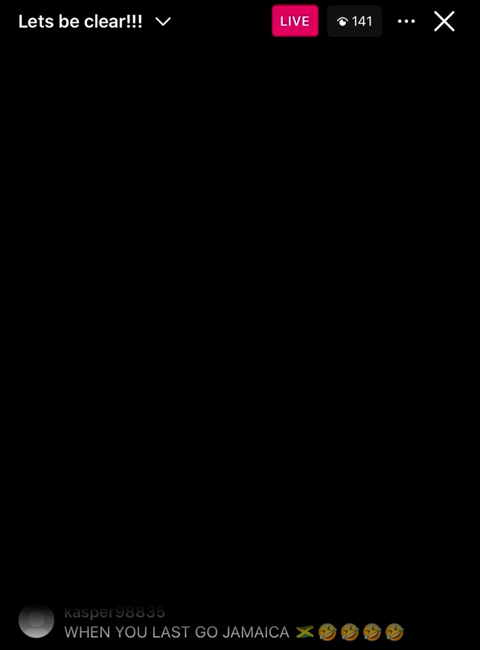 Lets be clear!!!
LIVE
141
kasper98835
WHEN YOU LAST GO JAMAICA 🇯🇲🤣🤣🤣🤣